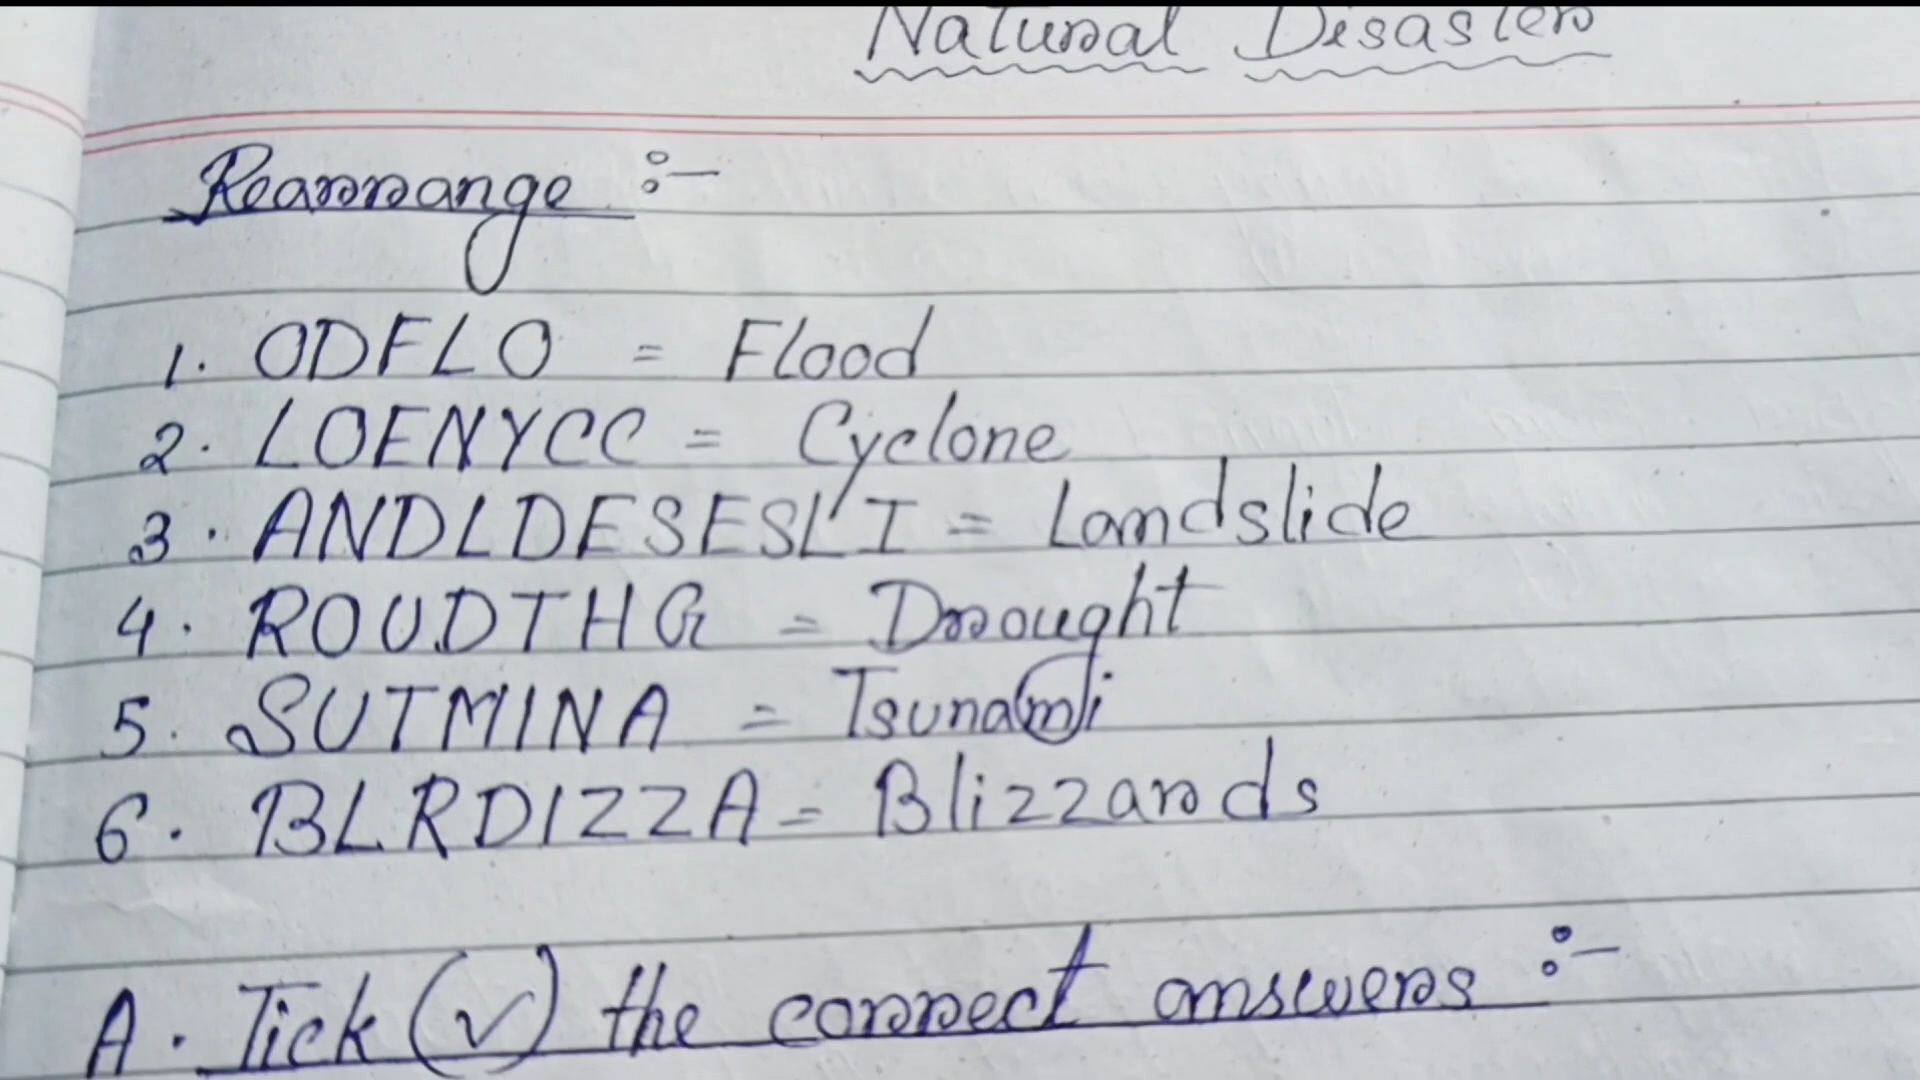 Natural Disaster
Rearrange :-
1. ODFLO = Flood
2. LOENYCC = Cyclone
3. ANDLDESESLI = Landslide
4. ROUDTHG = Drought
5. SUTMINA = Tsunami
6. BLRDIZZA = Blizzards
A. Tick (✓) the correct answers :-